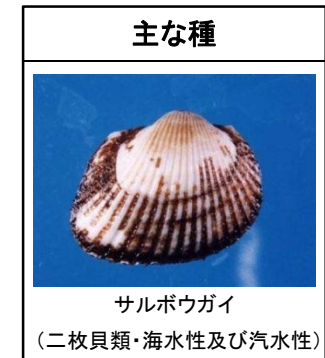 主な種
サルボウガイ
（二枚貝類・海水性及び汽水性）